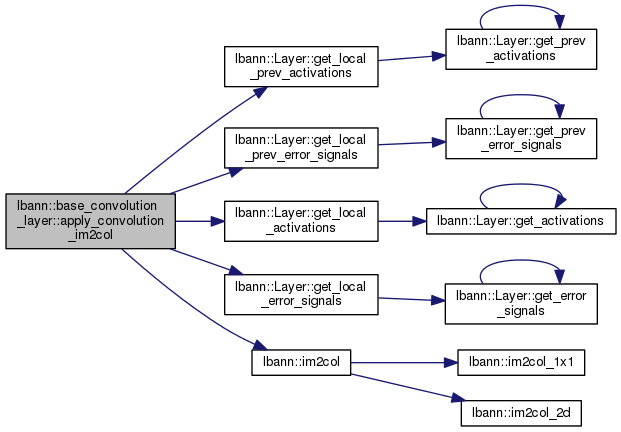 lbann::base_convolution
_layer::apply_convolution
_im2col
lbann::Layer::get_local
_prev_activations
lbann::Layer::get_prev
_activations
lbann::Layer::get_local
_prev_error_signals
lbann::Layer::get_prev
_error_signals
lbann::Layer::get_local
_activations
lbann::Layer::get_activations
lbann::Layer::get_local
_error_signals
lbann::Layer::get_error
_signals
lbann::im2col
lbann::im2col_1x1
lbann::im2col_2d